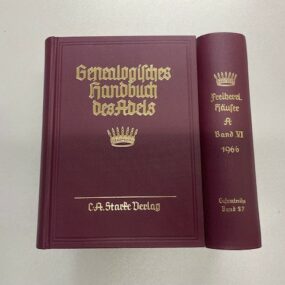 Genealogisches
Handbuch
des Adels
C. A. Starke Verlag
Freiherrl.
Häuser
A
Band VI
1966
Gesamtreihe
Band 37